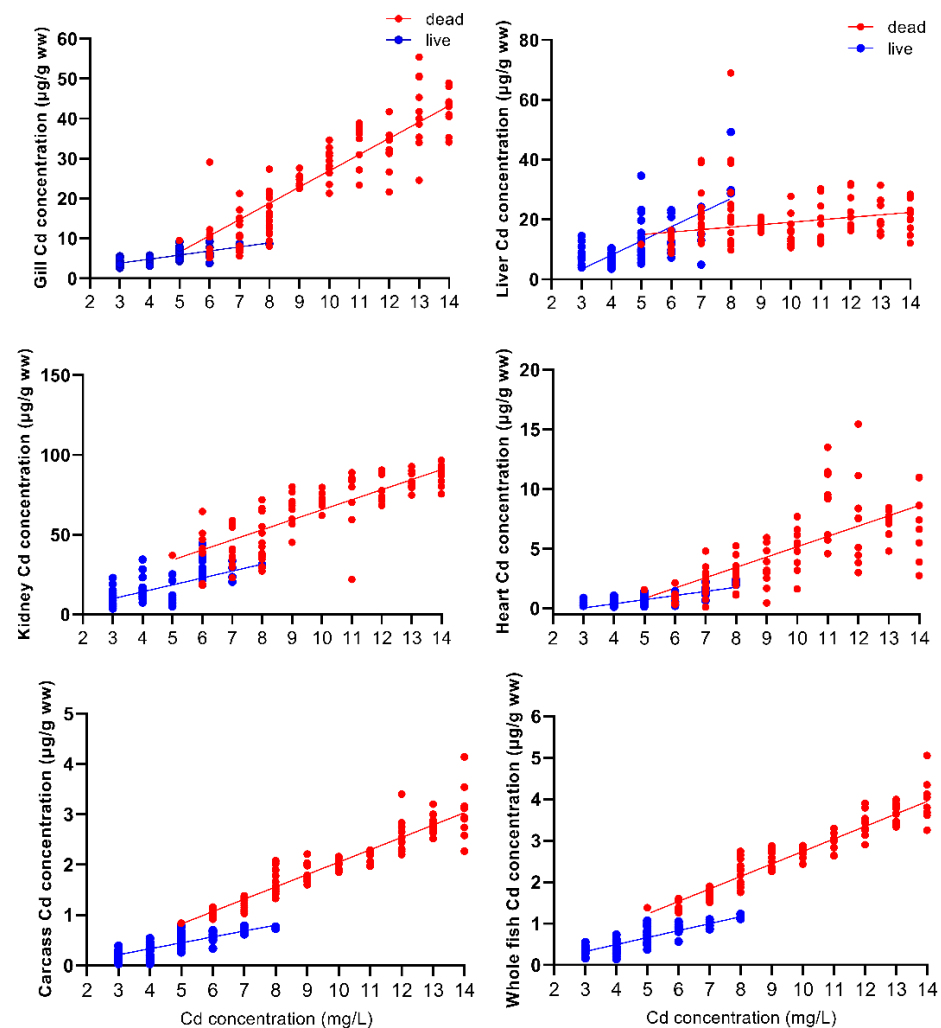 dead
live
Gill Cd concentration (µg/g ww)
60
50
40
30
20
10
0
2 3 4 5 6 7 8 9 10 11 12 13 14
dead
live
Liver Cd concentration (µg/g ww)
80
60
40
20
0
2 3 4 5 6 7 8 9 10 11 12 13 14
Kidney Cd concentration (µg/g ww)
150
100
50
0
2 3 4 5 6 7 8 9 10 11 12 13 14
Heart Cd concentration (µg/g ww)
20
15
10
5
0
2 3 4 5 6 7 8 9 10 11 12 13 14
Carcass Cd concentration (µg/g ww)
5
4
3
2
1
0
2 3 4 5 6 7 8 9 10 11 12 13 14
Cd concentration (mg/L)
Whole fish Cd concentration (µg/g ww)
6
5
4
3
2
1
0
2 3 4 5 6 7 8 9 10 11 12 13 14
Cd concentration (mg/L)